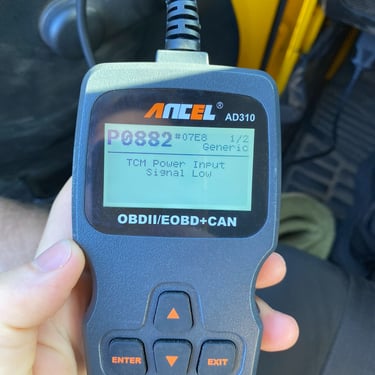 ANCEL
AD310
P0882 #07E8 1/2
Generic
TCM Power Input
Signal Low
OBDII/EOBD+CAN
ENTER
EXIT